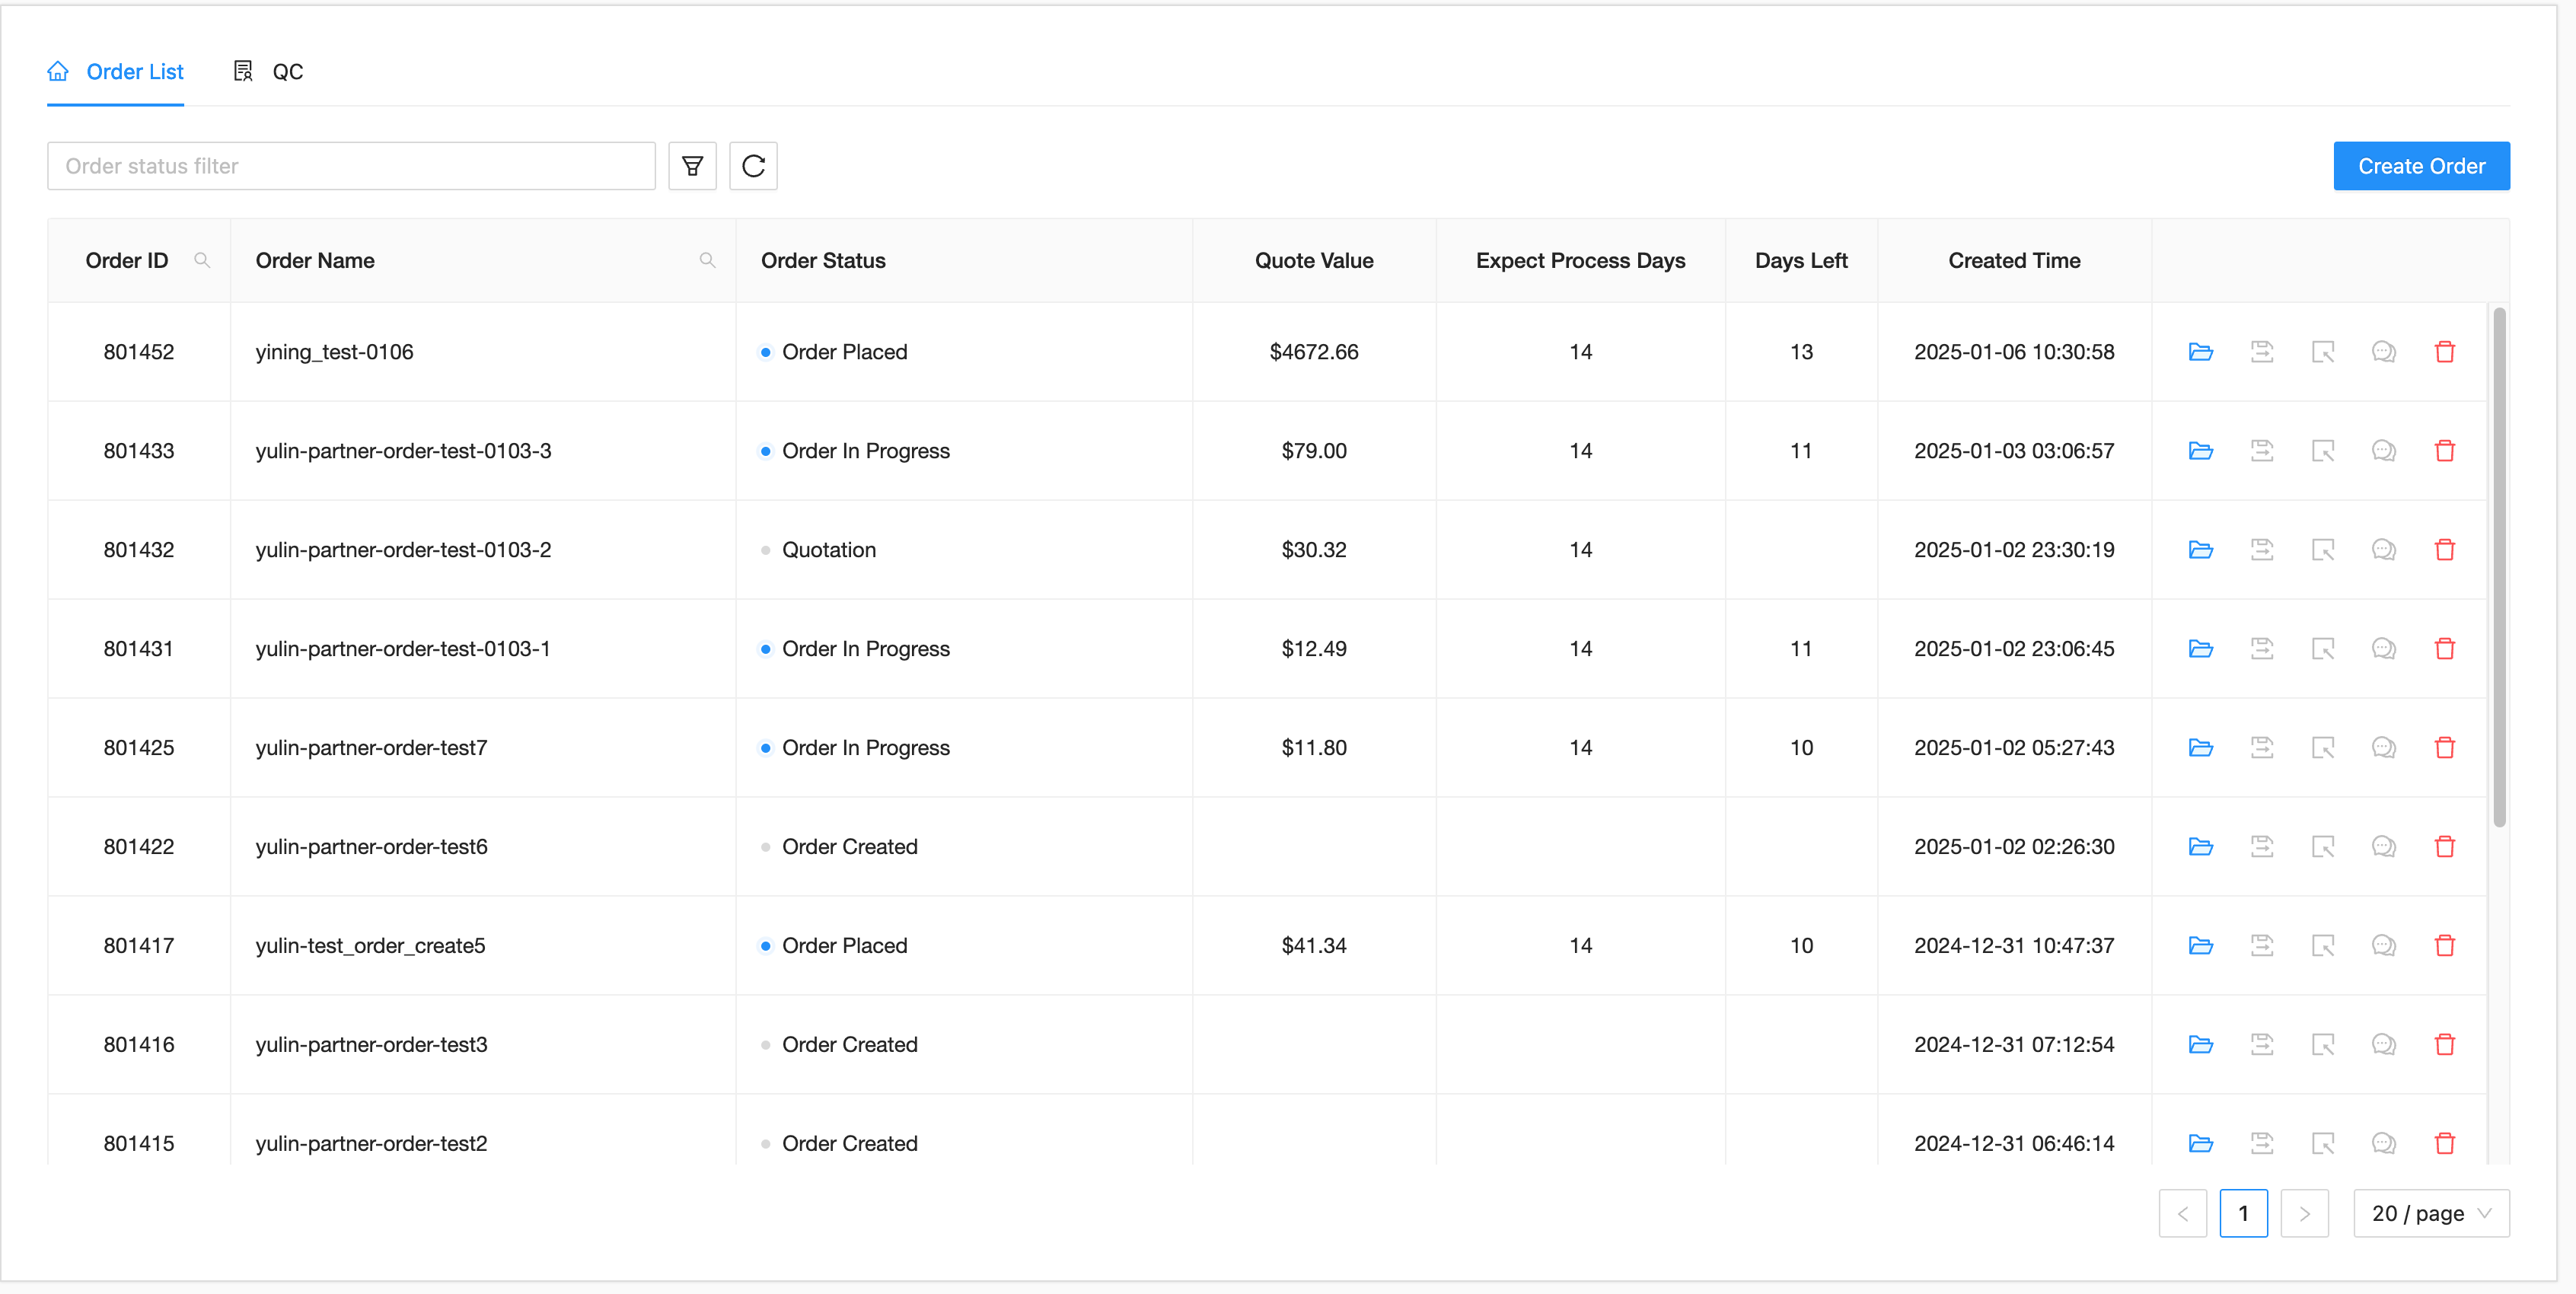 Order List QC
Order status filter Create Order
Order ID Order Name Order Status Quote Value Expect Process Days Days Left Created Time
801452 yining_test-0106 Order Placed $4672.66 14 13 2025-01-06 10:30:58
801433 yulin-partner-order-test-0103-3 Order In Progress $79.00 14 11 2025-01-03 03:06:57
801432 yulin-partner-order-test-0103-2 Quotation $30.32 14 2025-01-02 23:30:19
801431 yulin-partner-order-test-0103-1 Order In Progress $12.49 14 11 2025-01-02 23:06:45
801425 yulin-partner-order-test7 Order In Progress $11.80 14 10 2025-01-02 05:27:43
801422 yulin-partner-order-test6 Order Created 2025-01-02 02:26:30
801417 yulin-test_order_create5 Order Placed $41.34 14 10 2024-12-31 10:47:37
801416 yulin-partner-order-test3 Order Created 2024-12-31 07:12:54
801415 yulin-partner-order-test2 Order Created 2024-12-31 06:46:14
1 20 / page